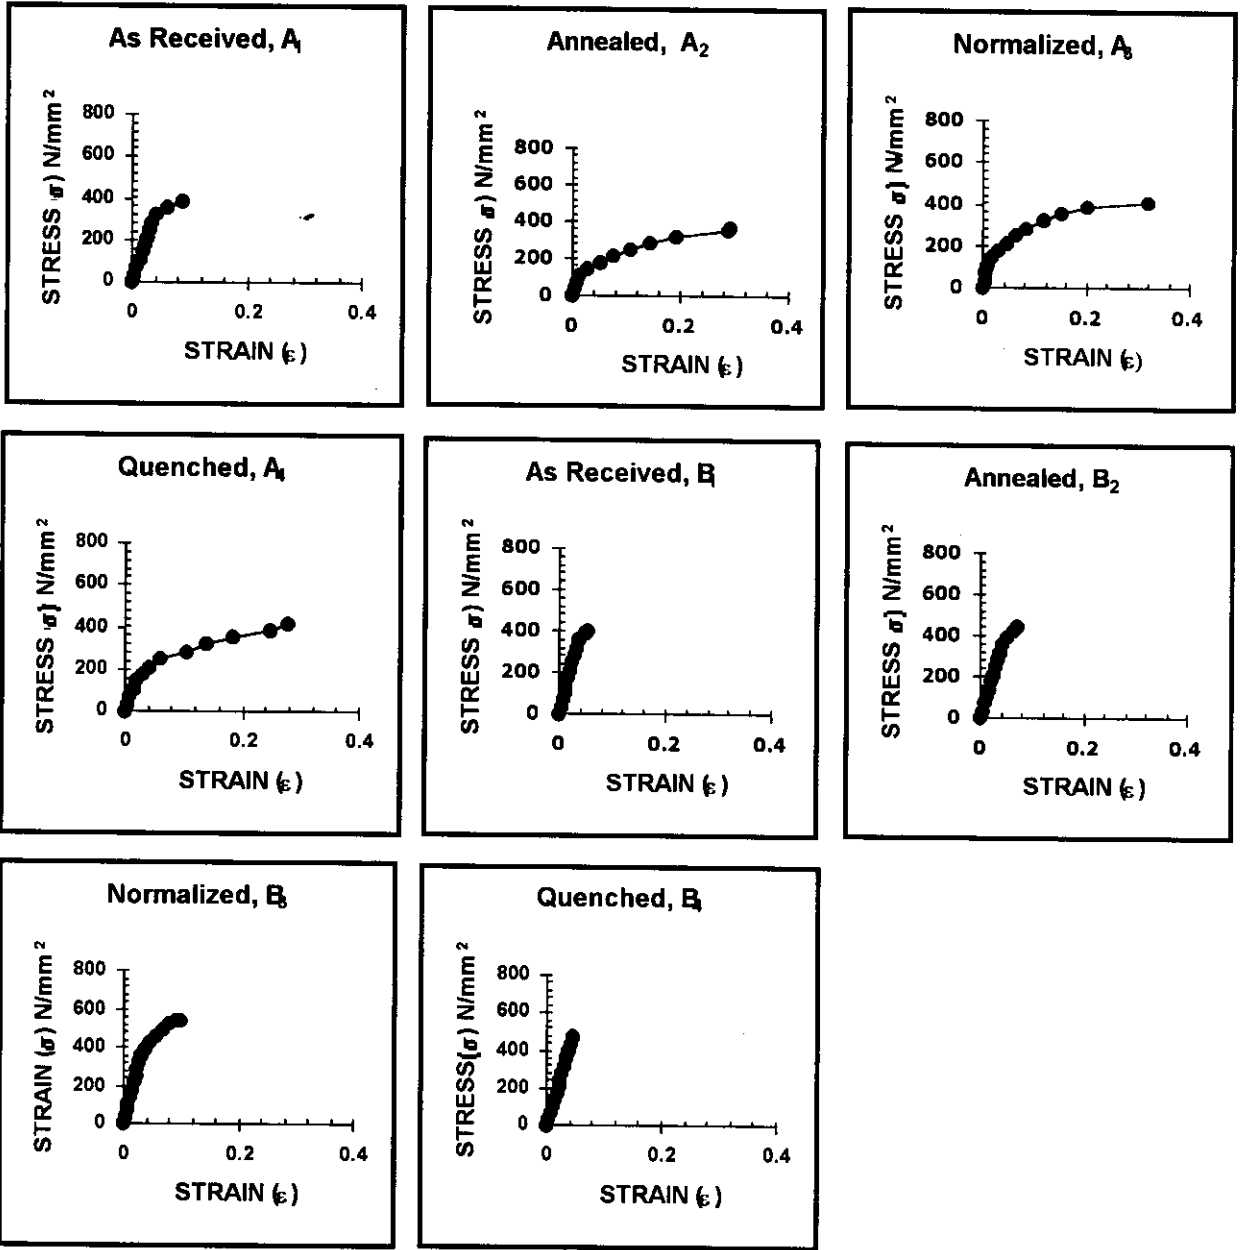 As Received, A1
STRESS (σ) N/mm²
800
600
400
200
0
0 0.2 0.4
STRAIN (ε)
Annealed, A2
STRESS σ) N/mm²
800
600
400
200
0
0 0.2 0.4
STRAIN (ε)
Normalized, A3
STRESS σ) N/mm²
800
600
400
200
0
0 0.2 0.4
STRAIN (ε)
Quenched, A4
STRESS (σ) N/mm²
800
600
400
200
0
0 0.2 0.4
STRAIN (ε)
As Received, B1
STRESS σ) N/mm²
800
600
400
200
0
0 0.2 0.4
STRAIN (ε)
Annealed, B2
STRESS σ) N/mm²
800
600
400
200
0
0 0.2 0.4
STRAIN (ε)
Normalized, B3
STRAIN (σ) N/mm²
800
600
400
200
0
0 0.2 0.4
STRAIN (ε)
Quenched, B4
STRESS(σ) N/mm²
800
600
400
200
0
0 0.2 0.4
STRAIN (ε)